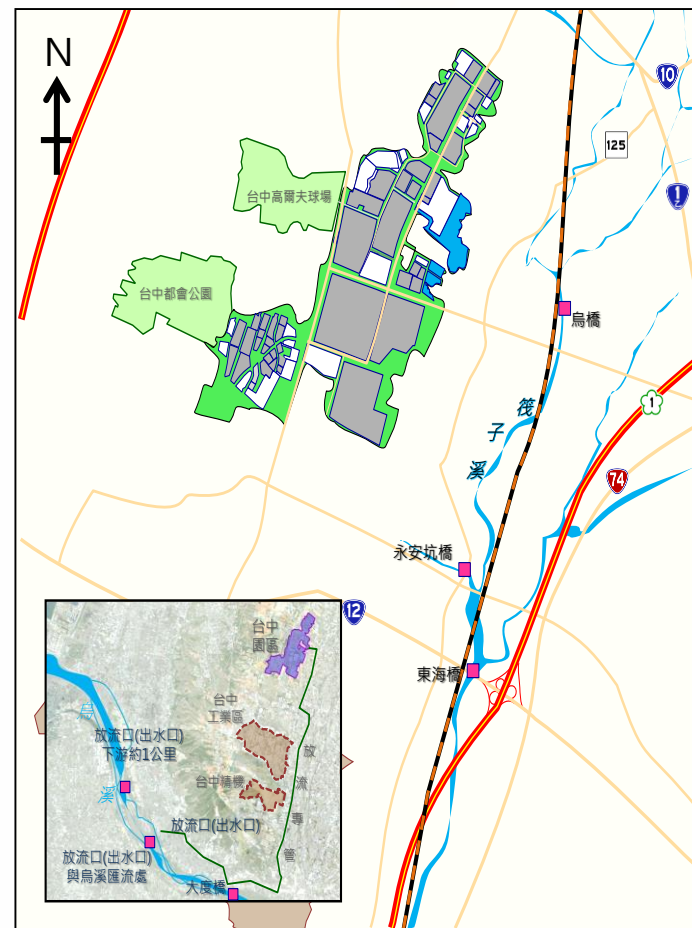 N
10
125
1
乙
台中高爾夫球場
台中都會公園
烏橋
筏
子
溪
1
74
永安坑橋
12
東海橋
台中
園區
台中
工業區
烏
溪
放流口(出水口)
下游約1公里
台中精機
放
流
專
管
放流口(出水口)
放流口(出水口)
與烏溪匯流處
大度橋